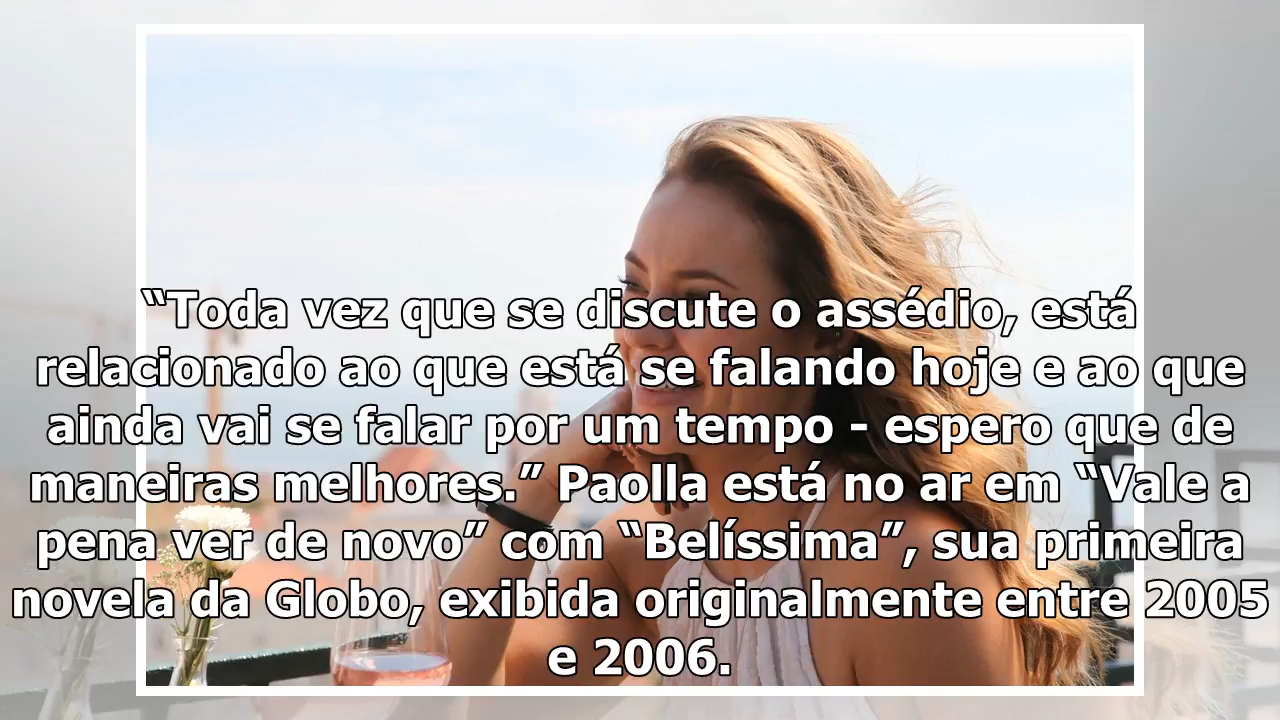 “Toda vez que se discute o assédio, está
relacionado ao que está se falando hoje e ao que
ainda vai se falar por um tempo - espero que de
maneiras melhores.” Paolla está no ar em “Vale a
pena ver de novo” com “Belíssima”, sua primeira
novela da Globo, exibida originalmente entre 2005
e 2006.